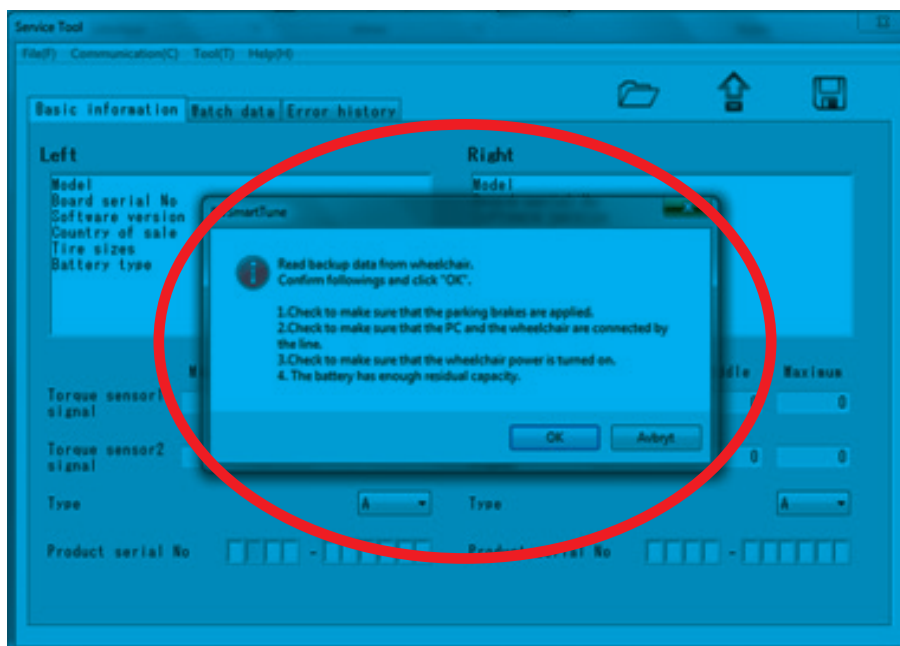 Service Tool
File(F) Communication(C) Tool(T) Help(H)
Basic information Match data Error history
Left Right
Model Model
Board serial No
Software version
Country of sale
Tire sizes
Battery type
SmartTune
Read backup data from wheelchair.
Confirm followings and click "OK".
1.Check to make sure that the parking brakes are applied.
2.Check to make sure that the PC and the wheelchair are connected by
the line.
3.Check to make sure that the wheelchair power is turned on.
4. The battery has enough residual capacity.
OK Avbryt
Maximum
Torque sensor1
signal 0 0
Torque sensor2
signal 0 0
Type A Type A
Product serial No - Product serial No -